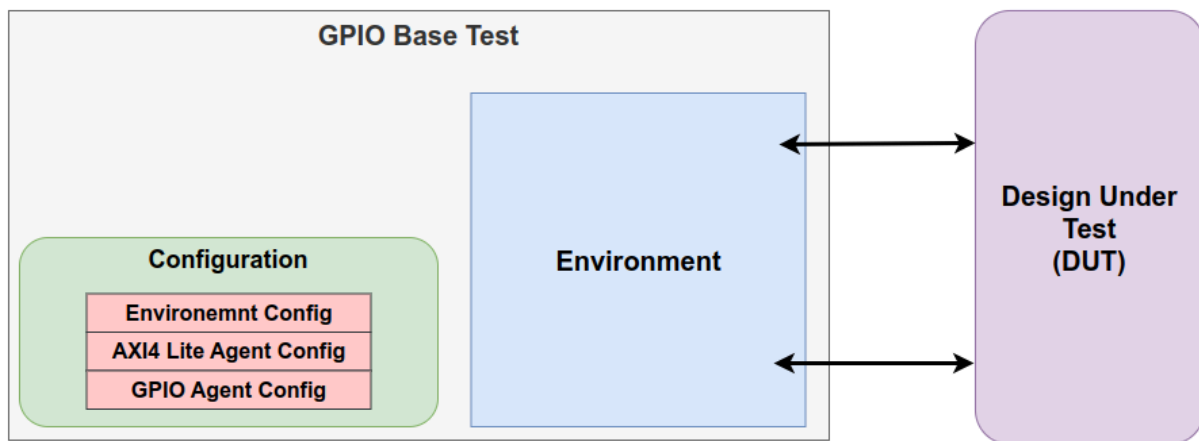 GPIO Base Test
Configuration
Environemnt Config
AXI4 Lite Agent Config
GPIO Agent Config
Environment
Design Under
Test
(DUT)